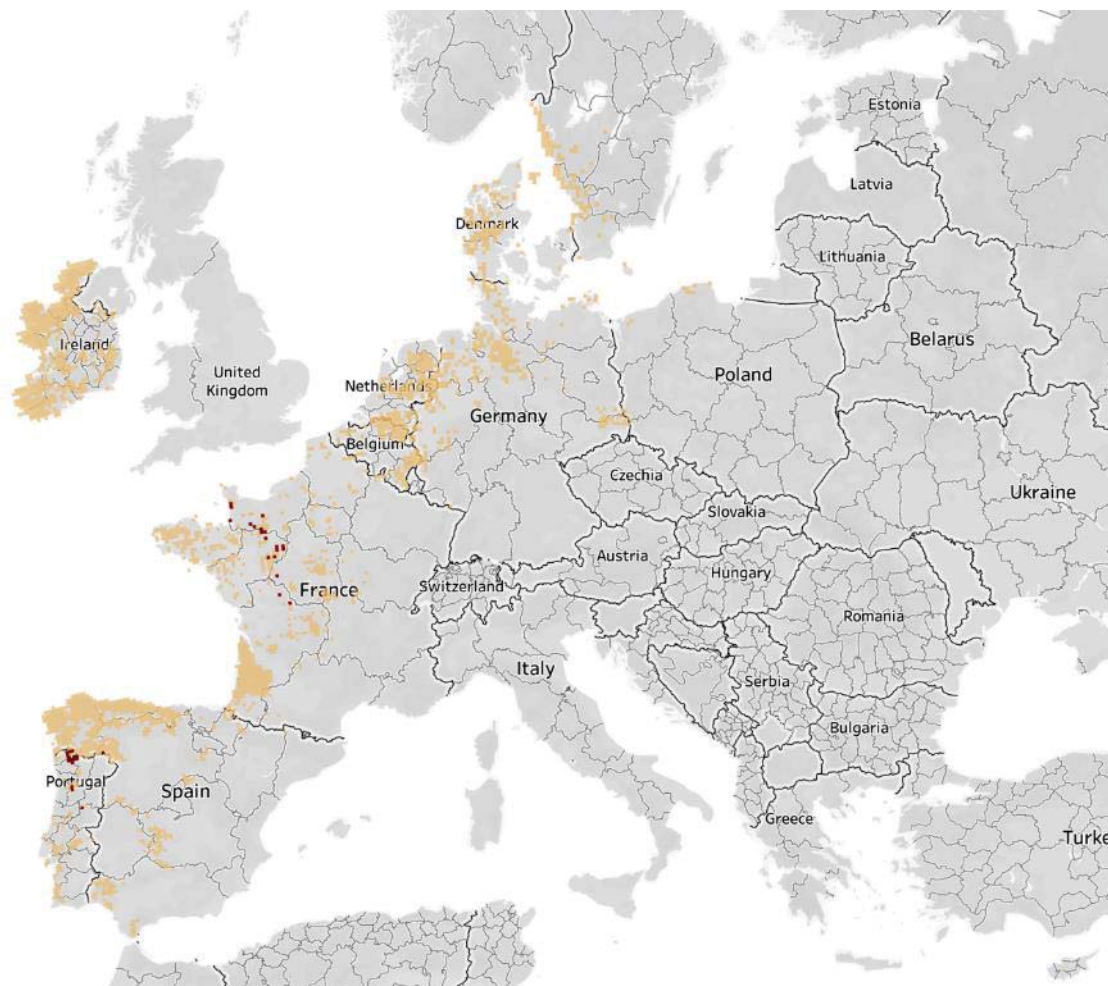 Estonia
Latvia
Denmark
Lithuania
Ireland
Belarus
United
Kingdom
Netherlands
Poland
Germany
Belgium
Czechia
Ukraine
Slovakia
Austria
Hungary
Switzerland
France
Romania
Italy
Serbia
Bulgaria
Portugal
Spain
Greece
Turke